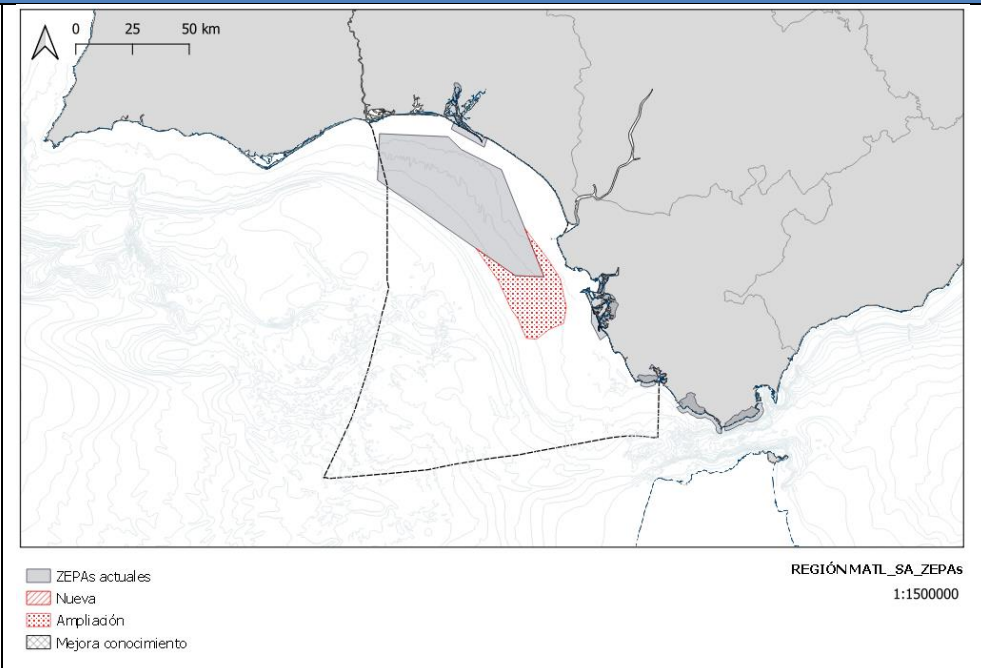 0 25 50 km
ZEPAs actuales
Nueva
Ampliación
Mejora conocimiento
REGIÓN MATL_SA_ZEPAs
1:1500000